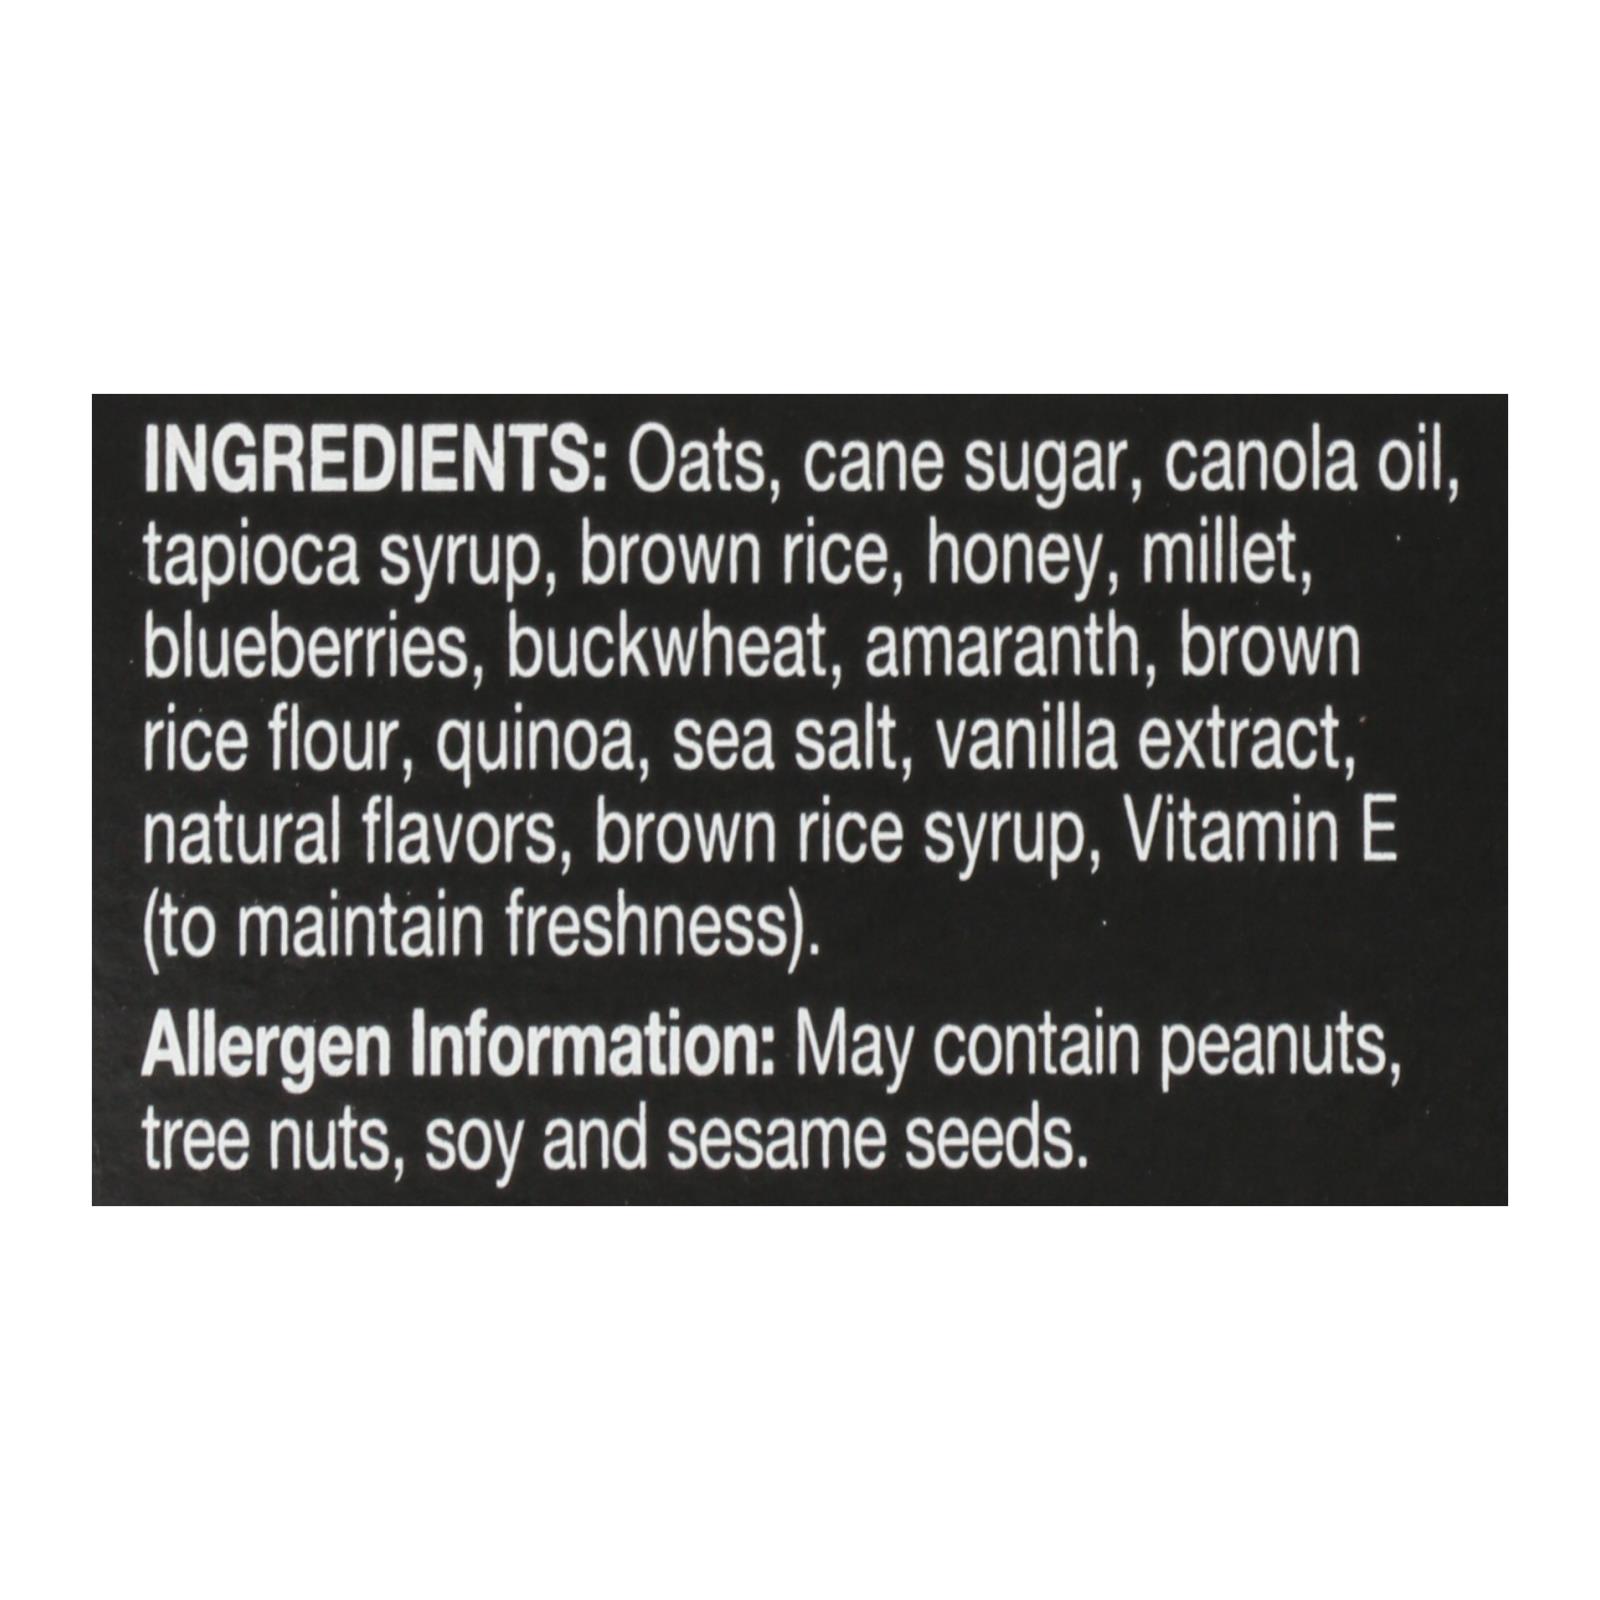 INGREDIENTS: Oats, cane sugar, canola oil,
tapioca syrup, brown rice, honey, millet,
blueberries, buckwheat, amaranth, brown
rice flour, quinoa, sea salt, vanilla extract,
natural flavors, brown rice syrup, Vitamin E
(to maintain freshness).
Allergen Information: May contain peanuts,
tree nuts, soy and sesame seeds.